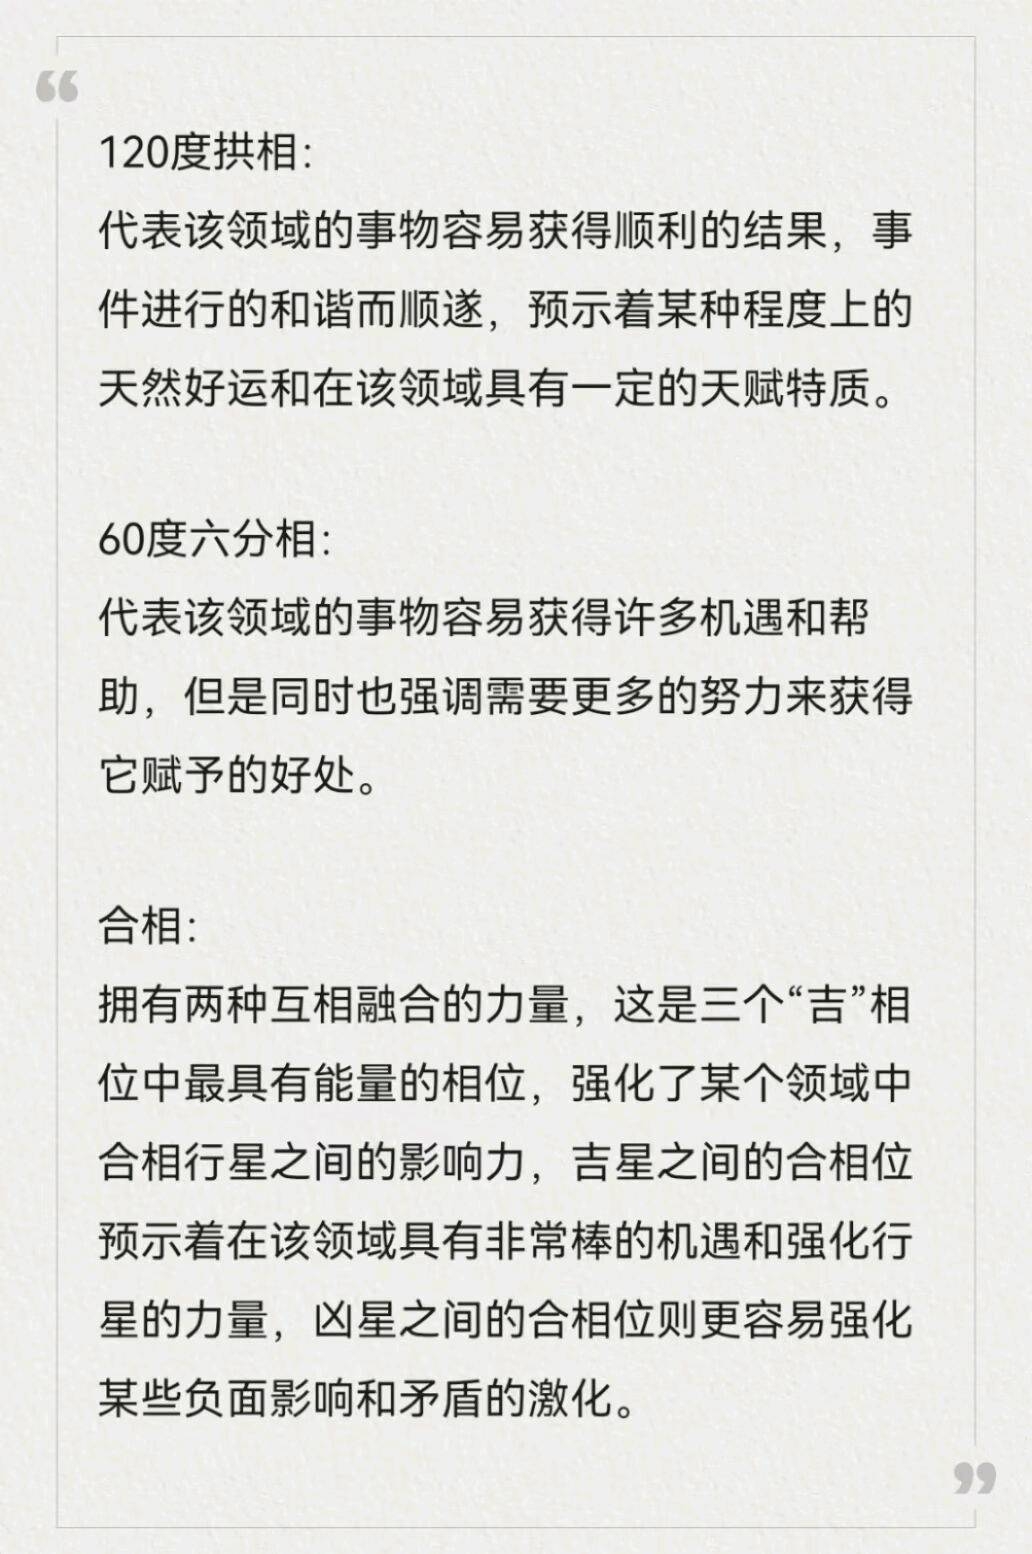 “
120度拱相：
代表该领域的事物容易获得顺利的结果，事
件进行的和谐而顺遂，预示着某种程度上的
天然好运和在该领域具有一定的天赋特质。
60度六分相：
代表该领域的事物容易获得许多机遇和帮
助，但是同时也强调需要更多的努力来获得
它赋予的好处。
合相：
拥有两种互相融合的力量，这是三个“吉”相
位中最具有能量的相位，强化了某个领域中
合相行星之间的影响力，吉星之间的合相位
预示着在该领域具有非常棒的机遇和强化行
星的力量，凶星之间的合相位则更容易强化
某些负面影响和矛盾的激化。
”